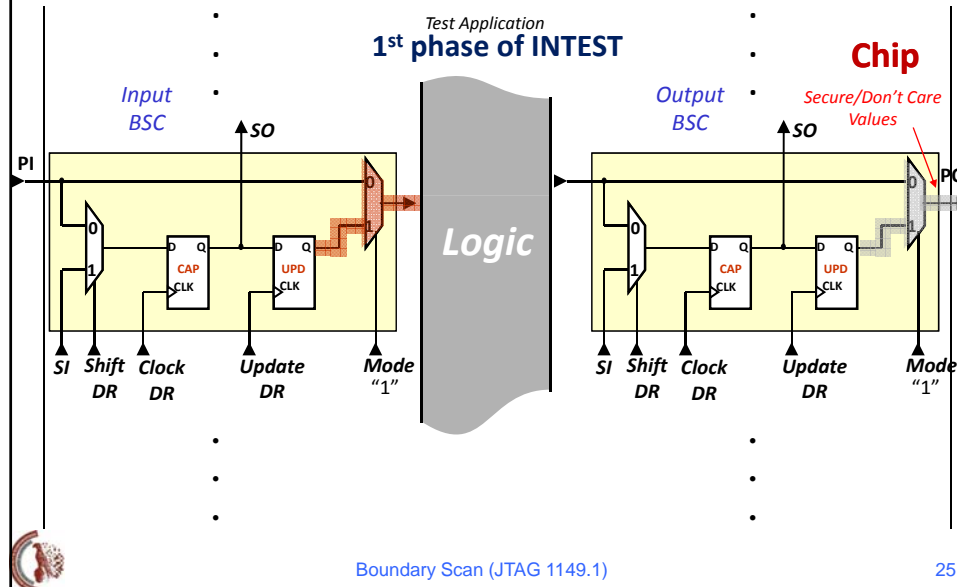 Test Application
1st phase of INTEST
Chip
Input
BSC
Output
BSC
Secure/Don't Care
Values
SO
SO
PI
PO
0
1
0
1
D Q
CAP
CLK
D Q
UPD
CLK
Logic
0
1
0
1
D Q
CAP
CLK
D Q
UPD
CLK
SI Shift DR Clock DR Update DR Mode "1"
SI Shift DR Clock DR Update DR Mode "1"
Boundary Scan (JTAG 1149.1)
25